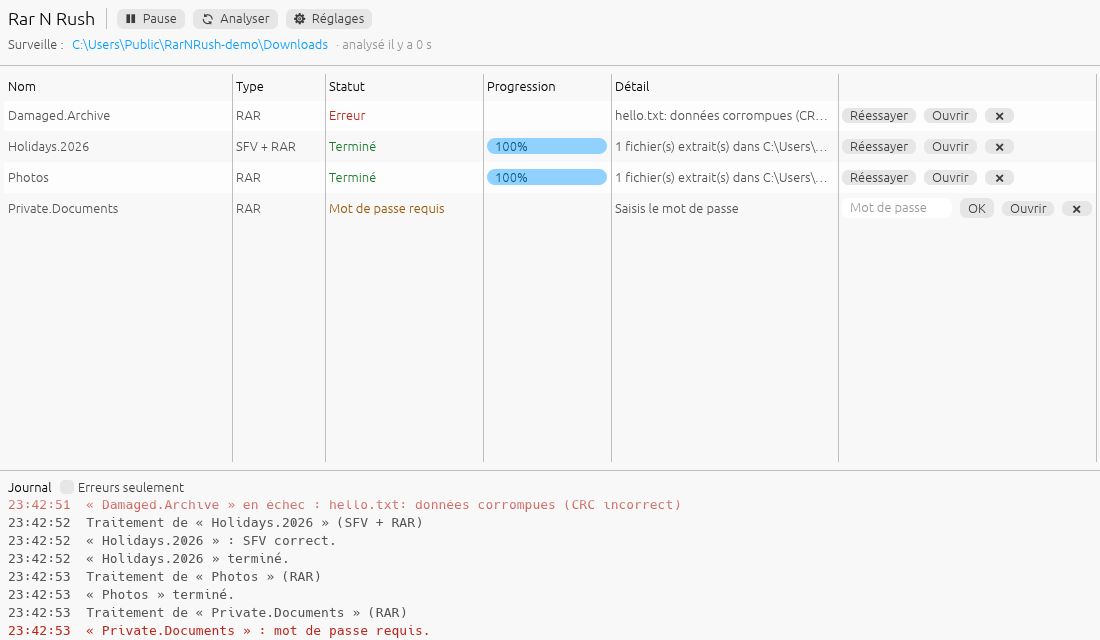 Rar N Rush Pause Analyser Réglages
Surveille : C:\Users\Public\RarNRush-demo\Downloads · analysé il y a 0 s
Nom Type Statut Progression Détail
Damaged.Archive RAR Erreur hello.txt: données corrompues (CR... Réessayer Ouvrir ×
Holidays.2026 SFV + RAR Terminé 100% 1 fichier(s) extrait(s) dans C:\Users\... Réessayer Ouvrir ×
Photos RAR Terminé 100% 1 fichier(s) extrait(s) dans C:\Users\... Réessayer Ouvrir ×
Private.Documents RAR Mot de passe requis Saisis le mot de passe Mot de passe OK Ouvrir ×
Journal Erreurs seulement
23:42:51 « Damaged.Archive » en échec : hello.txt: données corrompues (CRC incorrect)
23:42:52 Traitement de « Holidays.2026 » (SFV + RAR)
23:42:52 « Holidays.2026 » : SFV correct.
23:42:52 « Holidays.2026 » terminé.
23:42:53 Traitement de « Photos » (RAR)
23:42:53 « Photos » terminé.
23:42:53 Traitement de « Private.Documents » (RAR)
23:42:53 « Private.Documents » : mot de passe requis.